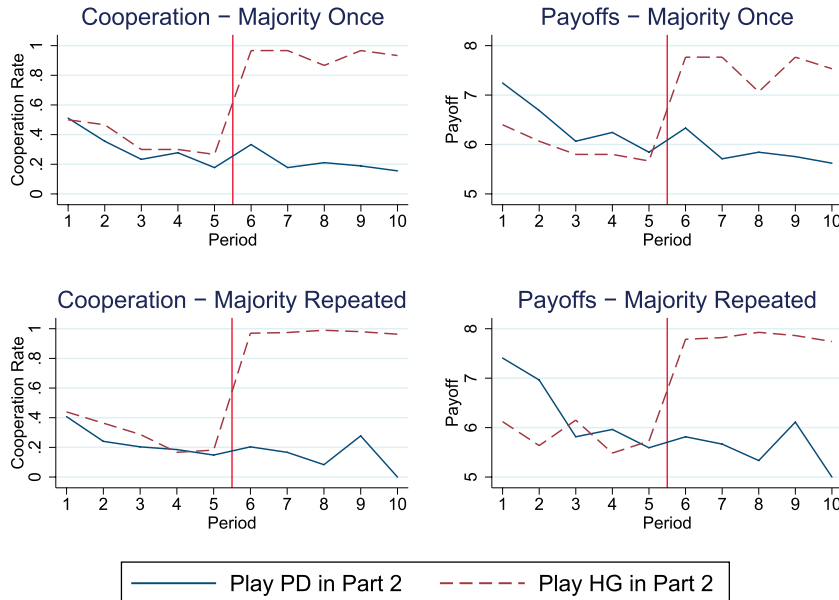 Cooperation − Majority Once
Cooperation Rate
0 .2 .4 .6 .8 1
1 2 3 4 5 6 7 8 9 10
Period
Payoffs − Majority Once
Payoff
5 6 7 8
1 2 3 4 5 6 7 8 9 10
Period
Cooperation − Majority Repeated
Cooperation Rate
0 .2 .4 .6 .8 1
1 2 3 4 5 6 7 8 9 10
Period
Payoffs − Majority Repeated
Payoff
5 6 7 8
1 2 3 4 5 6 7 8 9 10
Period
Play PD in Part 2 Play HG in Part 2